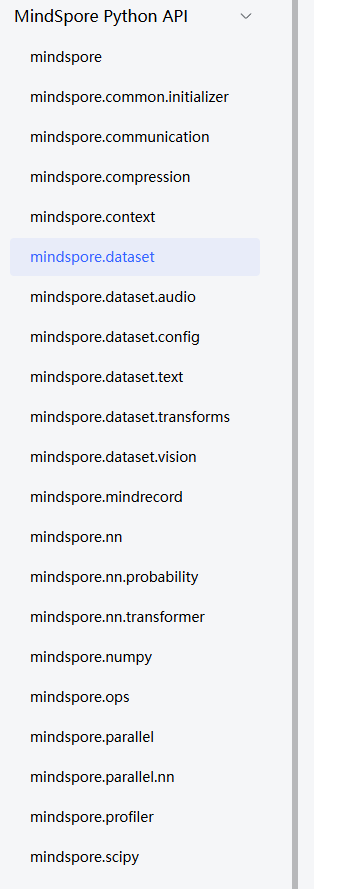 MindSpore Python API
mindspore
mindspore.common.initializer
mindspore.communication
mindspore.compression
mindspore.context
mindspore.dataset
mindspore.dataset.audio
mindspore.dataset.config
mindspore.dataset.text
mindspore.dataset.transforms
mindspore.dataset.vision
mindspore.mindrecord
mindspore.nn
mindspore.nn.probability
mindspore.nn.transformer
mindspore.numpy
mindspore.ops
mindspore.parallel
mindspore.parallel.nn
mindspore.profiler
mindspore.scipy